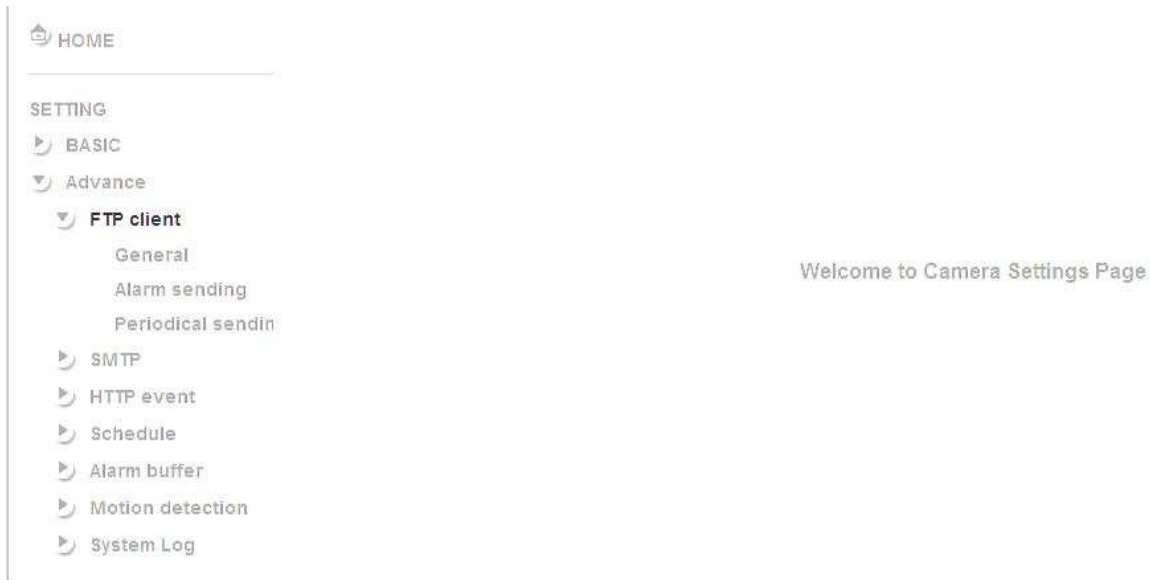 HOME
SETTING
BASIC
Advance
FTP client
General
Alarm sending
Periodical sendin
SMTP
HTTP event
Schedule
Alarm buffer
Motion detection
System Log
Welcome to Camera Settings Page